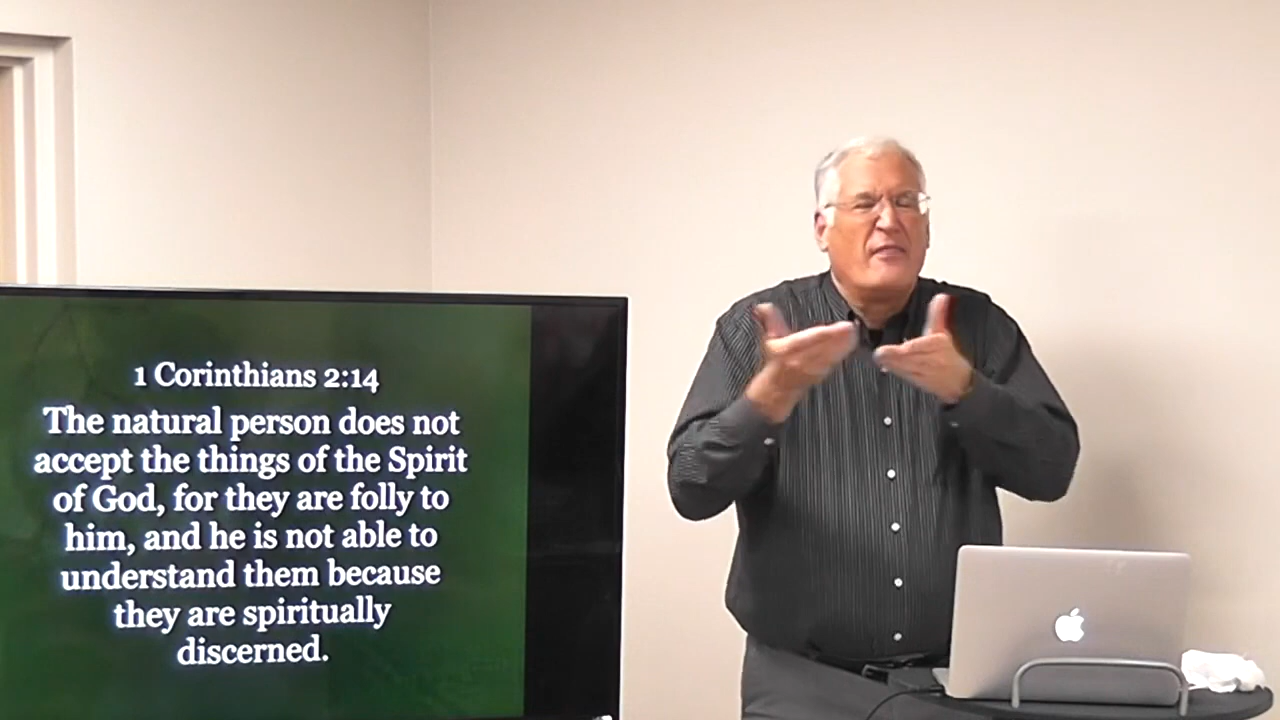 1 Corinthians 2:14
The natural person does not
accept the things of the Spirit
of God, for they are folly to
him, and he is not able to
understand them because
they are spiritually
discerned.